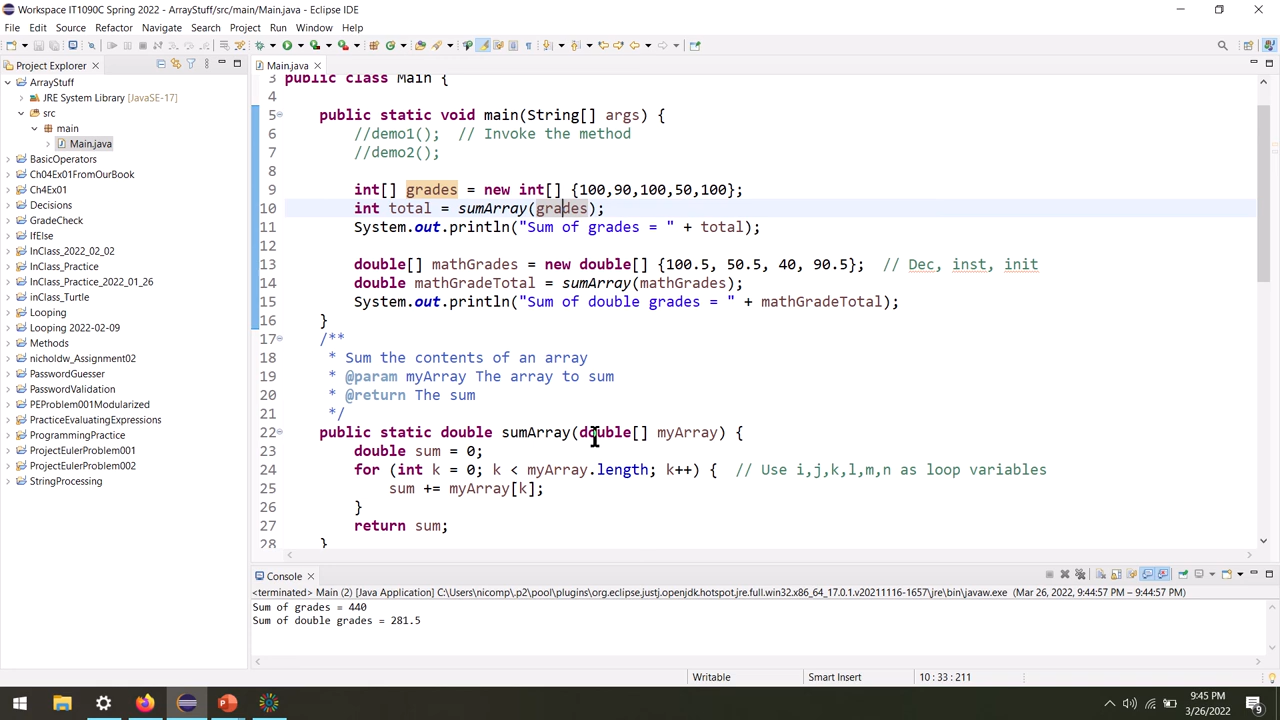 Workspace IT1090C Spring 2022 - ArrayStuff/src/main/Main.java - Eclipse IDE
File Edit Source Refactor Navigate Search Project Run Window Help
Project Explorer
ArrayStuff
JRE System Library [JavaSE-17]
src
main
Main.java
BasicOperators
Ch04Ex01FromOurBook
Ch4Ex01
Decisions
GradeCheck
IfElse
InClass_2022_02_02
InClass_Practice
InClass_Practice_2022_01_26
inClass_Turtle
Looping
Looping 2022-02-09
Methods
nicholdw_Assignment02
PasswordGuesser
PasswordValidation
PEProblem001Modularized
PracticeEvaluatingExpressions
ProgrammingPractice
ProjectEulerProblem01
ProjectEulerProblem002
StringProcessing
Main.java
3 public class Main {
4
5 public static void main(String[] args) {
6 //demo1(); // Invoke the method
7 //demo2();
8
9 int[] grades = new int[] {100,90,100,50,100};
10 int total = sumArray(grades);
11 System.out.println("Sum of grades = " + total);
12
13 double[] mathGrades = new double[] {100.5, 50.5, 40, 90.5}; // Dec, inst, init
14 double mathGradeTotal = sumArray(mathGrades);
15 System.out.println("Sum of double grades = " + mathGradeTotal);
16 }
17 /**
18 * Sum the contents of an array
19 * @param myArray The array to sum
20 * @return The sum
21 */
22 public static double sumArray(double[] myArray) {
23 double sum = 0;
24 for (int k = 0; k < myArray.length; k++) { // Use i,j,k,l,m,n as loop variables
25 sum += myArray[k];
26 }
27 return sum;
28 }
Console
<terminated> Main (2) [Java Application] C:\Users\nicomp\.p2\pool\plugins\org.eclipse.justj.openjdk.hotspot.jre.full.win32.x86_64_17.0.1.v20211116-1657\jre\bin\javaw.exe (Mar 26, 2022, 9:44:57 PM – 9:44:57 PM)
Sum of grades = 440
Sum of double grades = 281.5
Writable Smart Insert 10 : 33 : 211
9:45 PM
3/26/2022
9